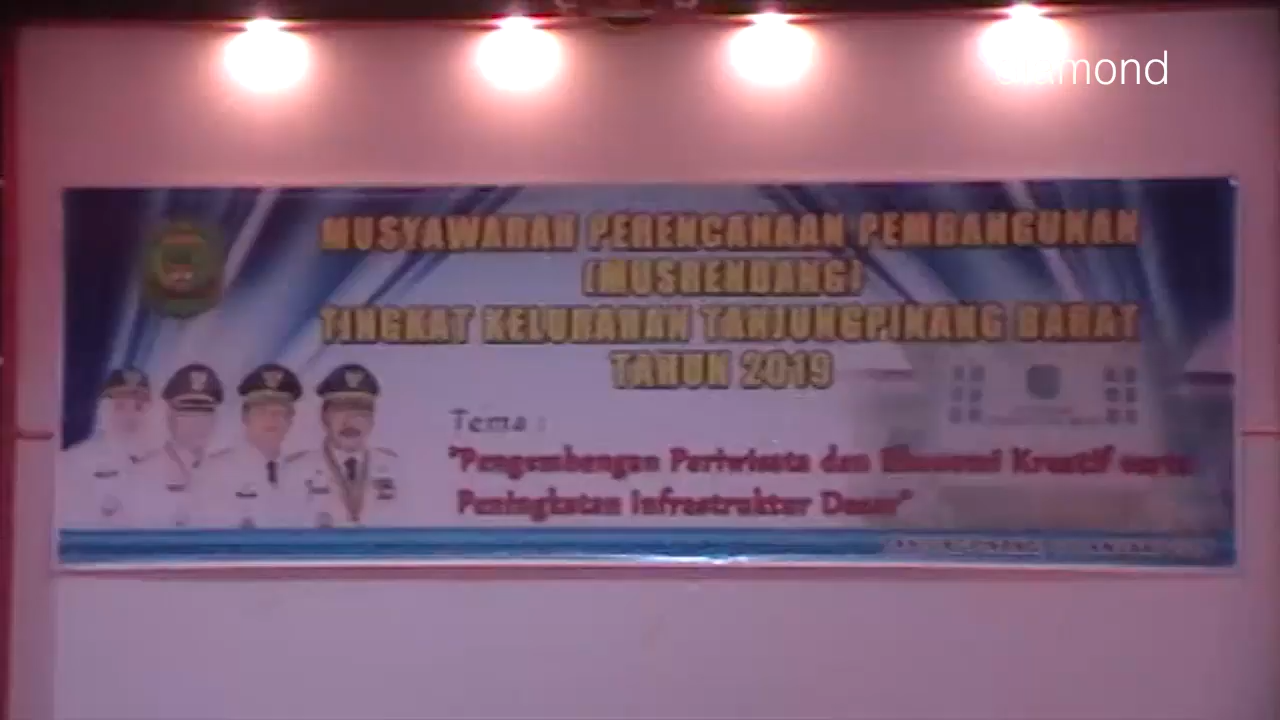 diamond
MUSYAWARAH PERENCANAAN PEMBANGUNAN
(MUSRENBANG)
TINGKAT KELURAHAN TANJUNGPINANG BARAT
TAHUN 2019
Tema :
"Pengembangan Pariwisata dan Ekonomi Kreatif serta
Peningkatan Infrastruktur Dasar"